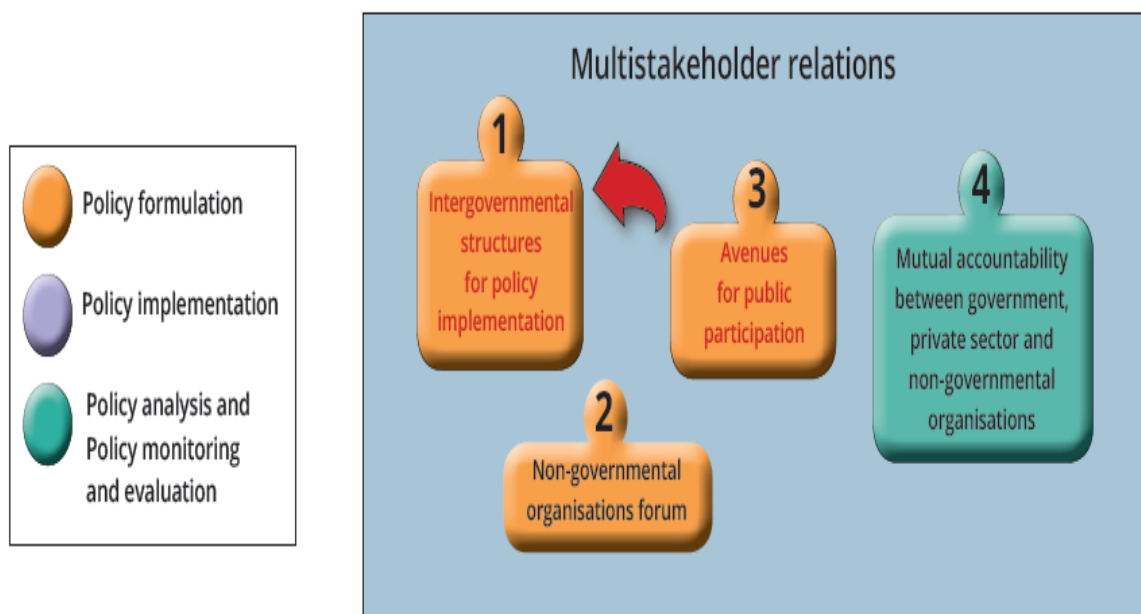 Policy formulation
Policy implementation
Policy analysis and
Policy monitoring
and evaluation
Multistakeholder relations
1
Intergovernmental
structures
for policy
implementation
2
Non-governmental
organisations forum
3
Avenues
for public
participation
4
Mutual accountability
between government,
private sector and
non-governmental
organisations